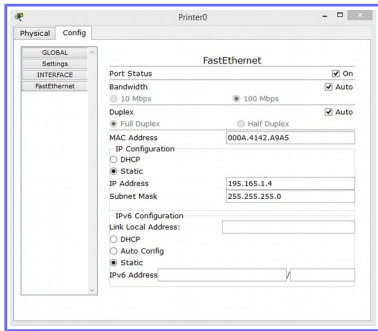 Printer0
Physical Config
GLOBAL
Settings
INTERFACE
FastEthernet
FastEthernet
Port Status On
Bandwidth Auto
10 Mbps 100 Mbps
Duplex Auto
Full Duplex Half Duplex
MAC Address 000A.4142.A9A5
IP Configuration
DHCP
Static
IP Address 195.165.1.4
Subnet Mask 255.255.255.0
IPv6 Configuration
Link Local Address:
DHCP
Auto Config
Static
IPv6 Address /